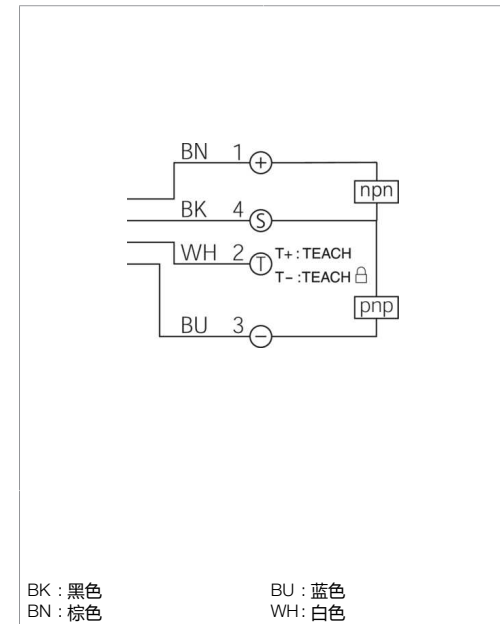 BN 1 +
npn
BK 4 S
WH 2 T T+: TEACH
T- :TEACH
pnp
BU 3 -
BK : 黑色 BU : 蓝色
BN : 棕色 WH : 白色